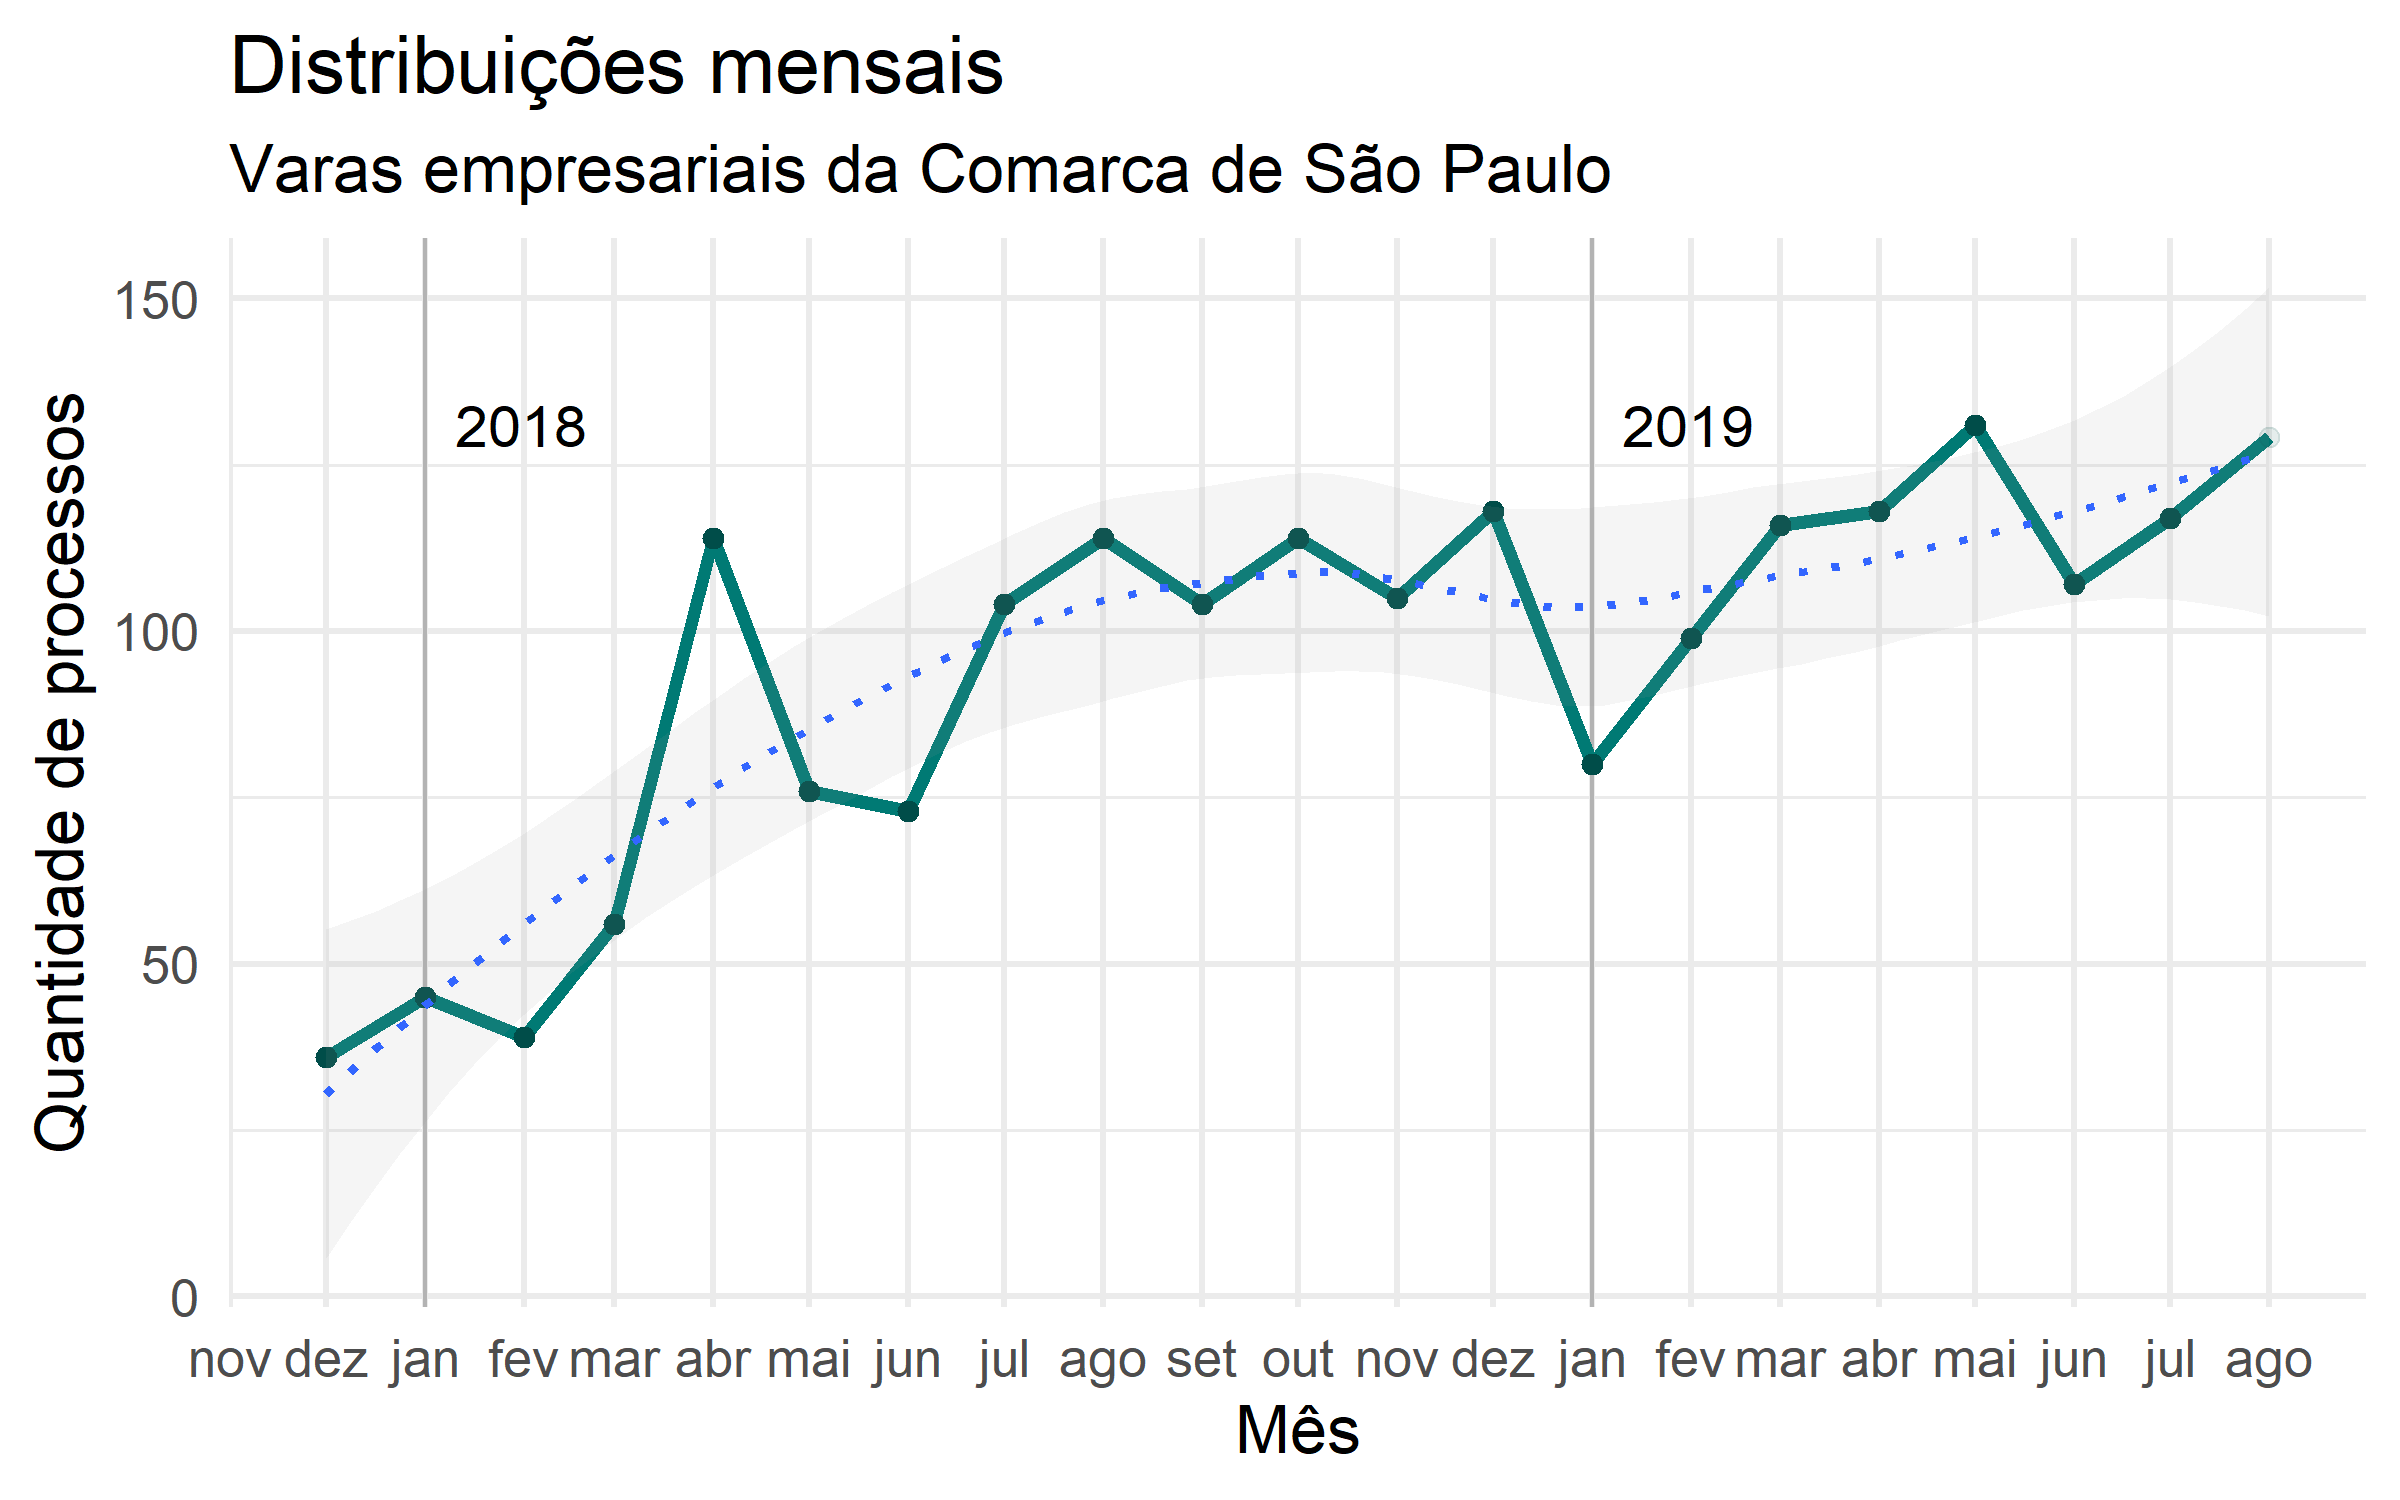 Distribuições mensais
Varas empresariais da Comarca de São Paulo
Quantidade de processos
150
100
50
0
2018
2019
nov dez jan fev mar abr mai jun jul ago set out nov dez jan fev mar abr mai jun jul ago
Mês